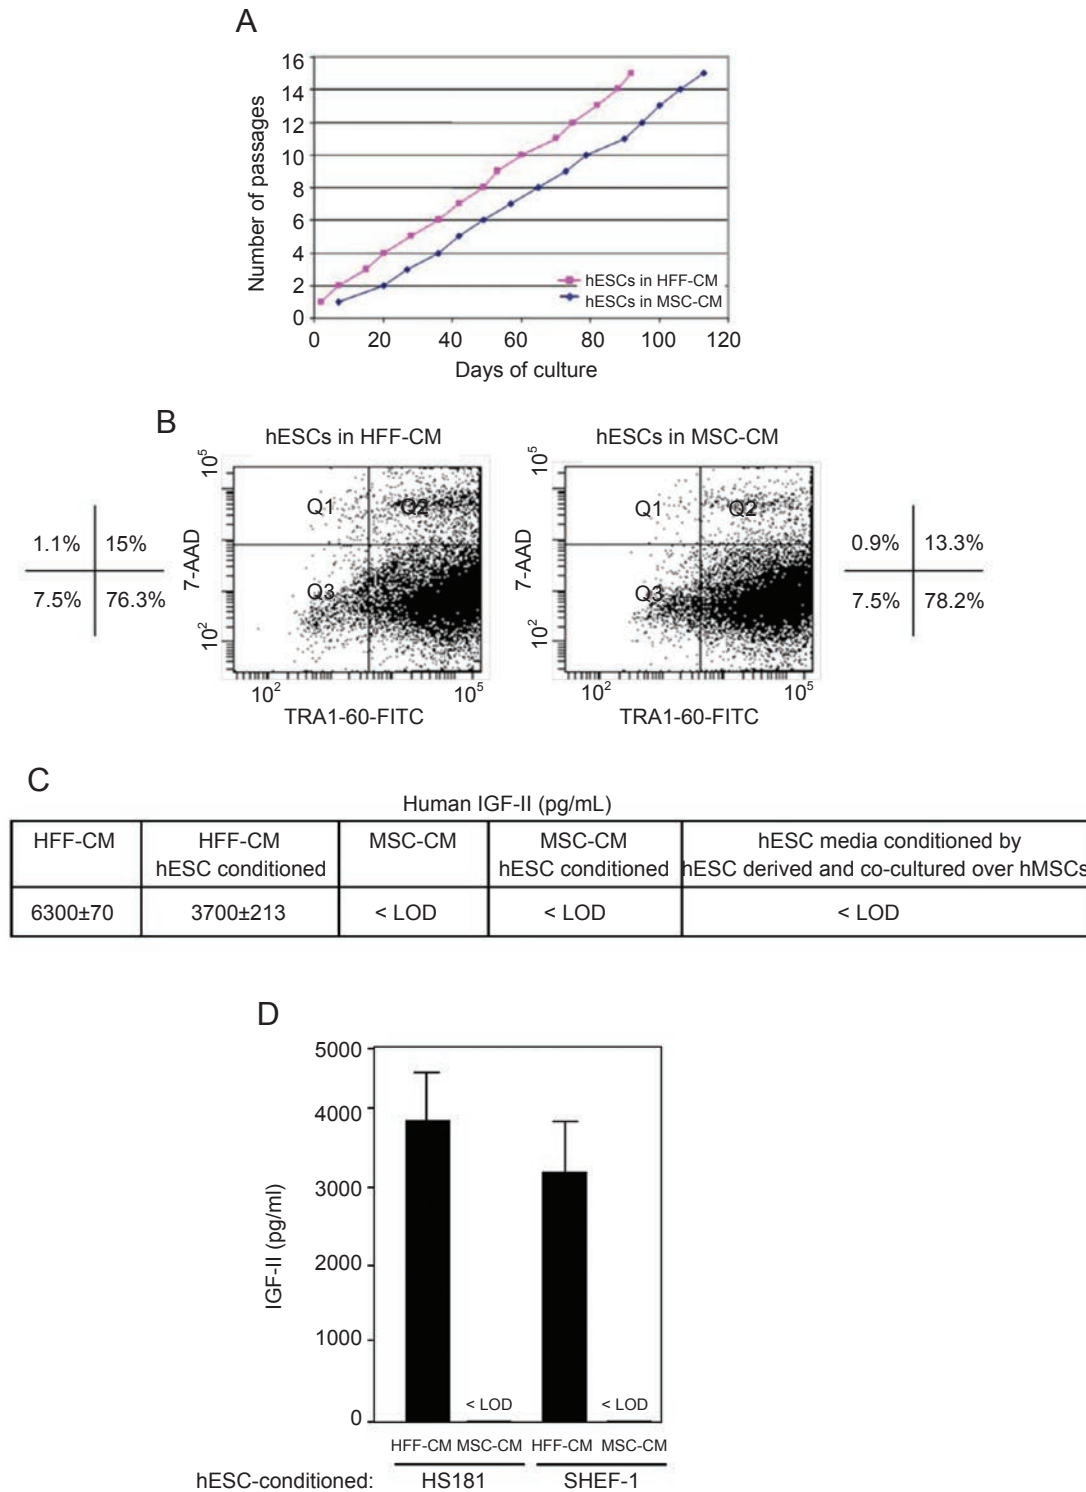 A
16
14
12
10
8
6
4
2
0
Number of passages
hESCs in HFF-CM
hESCs in MSC-CM
0 20 40 60 80 100 120
Days of culture
B
hESCs in HFF-CM
hESCs in MSC-CM
1.1% 15%
7.5% 76.3%
10^5
7-AAD
10^2
Q1 Q2
Q3
10^2 10^5
TRA1-60-FITC
10^5
7-AAD
10^2
Q1 Q2
Q3
10^2 10^5
TRA1-60-FITC
0.9% 13.3%
7.5% 78.2%
C
Human IGF-II (pg/mL)
HFF-CM
HFF-CM
hESC conditioned
MSC-CM
MSC-CM
hESC conditioned
hESC media conditioned by
hESC derived and co-cultured over hMSCs
6300±70 3700±213 < LOD < LOD < LOD
D
5000
4000
3000
2000
1000
0
IGF-II (pg/ml)
< LOD < LOD
HFF-CM MSC-CM HFF-CM MSC-CM
hESC-conditioned: HS181 SHEF-1